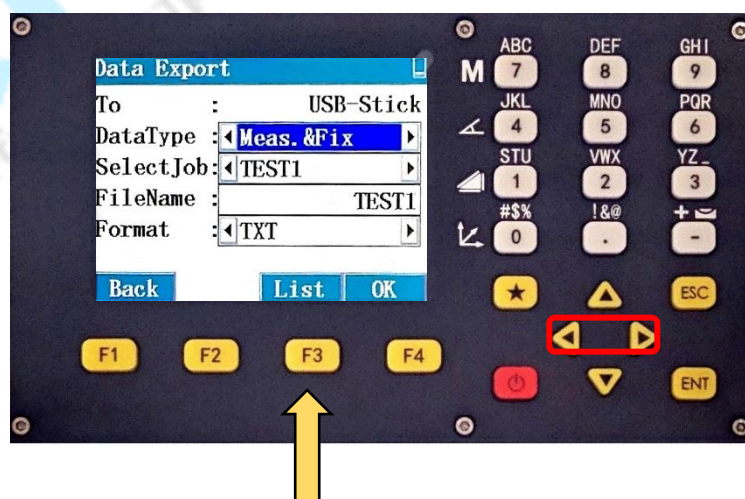 Data Export
To : USB-Stick
DataType : Meas.&Fix
SelectJob: TEST1
FileName : TEST1
Format : TXT
Back List OK
F1 F2 F3 F4
ABC DEF GHI
M 7 8 9
JKL MNO PQR
4 5 6
STU VWX YZ_
1 2 3
#$% !&@ +
0 . -
ESC
ENT